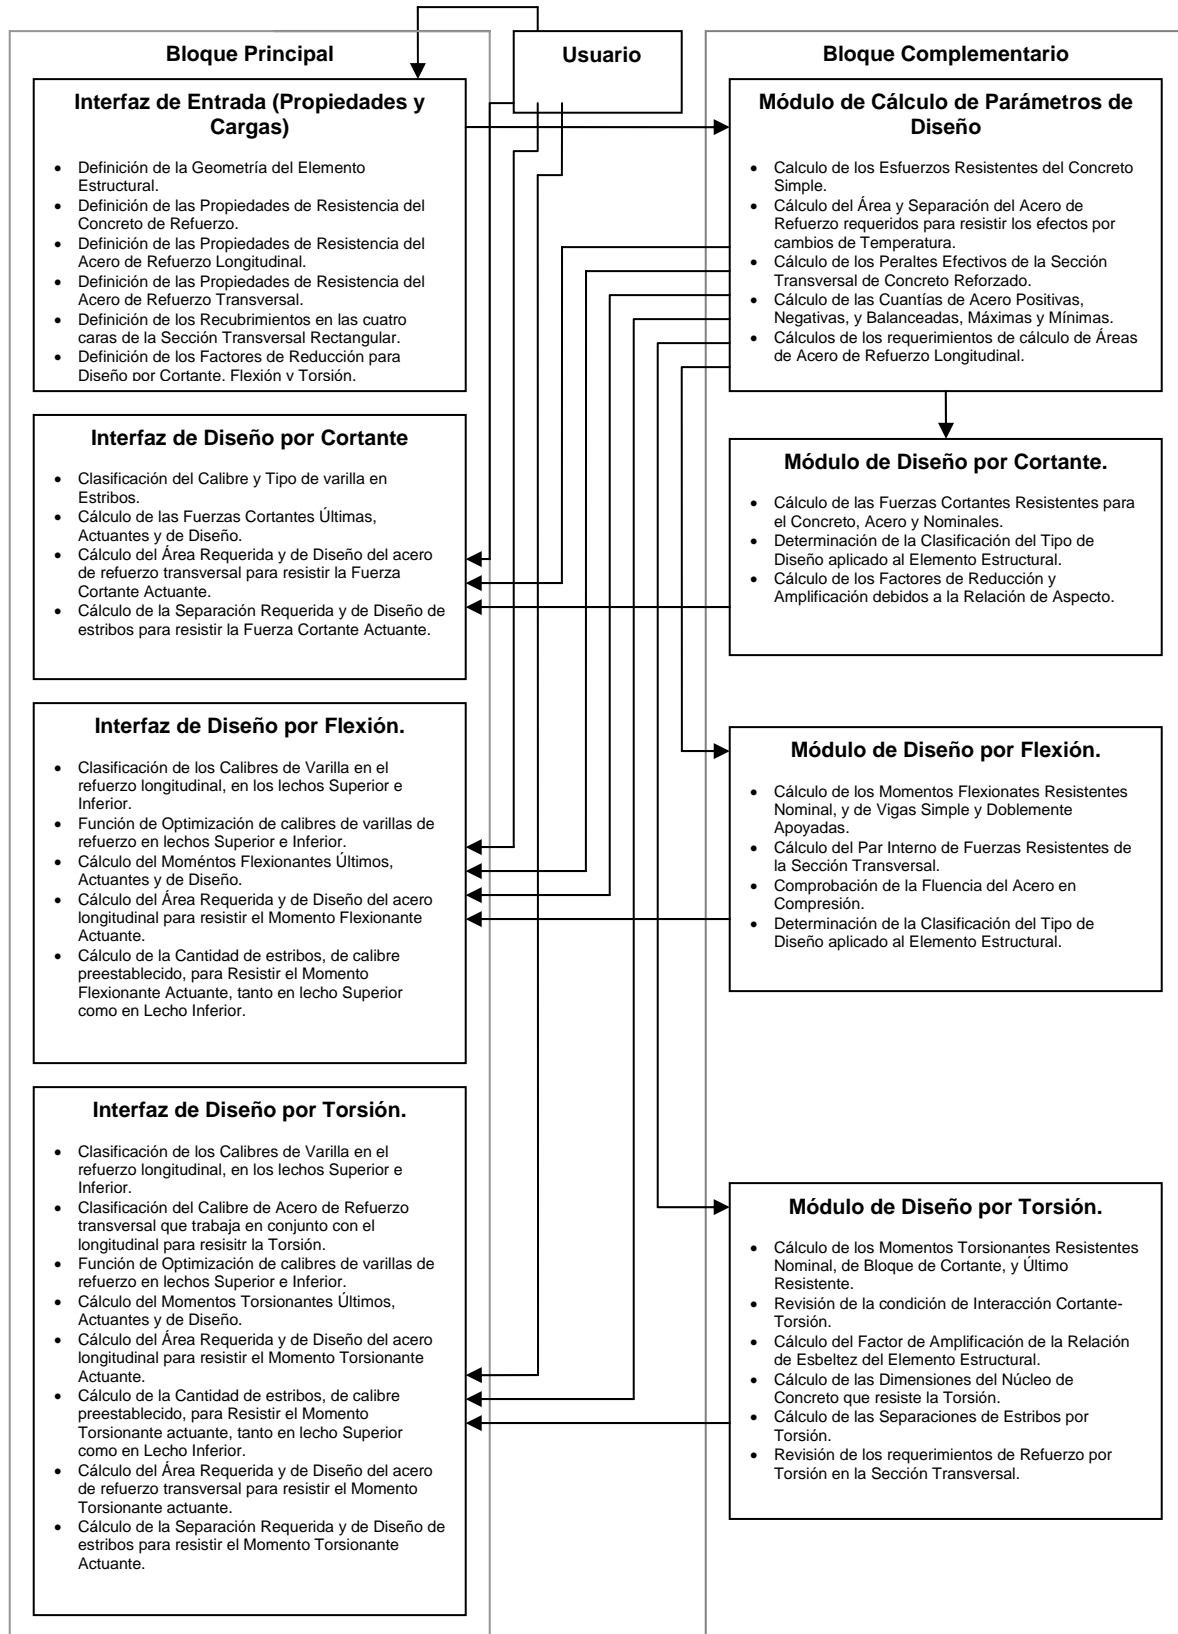 Bloque Principal
Interfaz de Entrada (Propiedades y
Cargas)
• Definición de la Geometría del Elemento
Estructural.
• Definición de las Propiedades de Resistencia del
Concreto de Refuerzo.
• Definición de las Propiedades de Resistencia del
Acero de Refuerzo Longitudinal.
• Definición de las Propiedades de Resistencia del
Acero de Refuerzo Transversal.
• Definición de los Recubrimientos en las cuatro
caras de la Sección Transversal Rectangular.
• Definición de los Factores de Reducción para
Diseño por Cortante, Flexión y Torsión.
Interfaz de Diseño por Cortante
• Clasificación del Calibre y Tipo de varilla en
Estribos.
• Cálculo de las Fuerzas Cortantes Últimas,
Actuantes y de Diseño.
• Cálculo del Área Requerida y de Diseño del acero
de refuerzo transversal para resistir la Fuerza
Cortante Actuante.
• Cálculo de la Separación Requerida y de Diseño de
estribos para resistir la Fuerza Cortante Actuante.
Interfaz de Diseño por Flexión.
• Clasificación de los Calibres de Varilla en el
refuerzo longitudinal, en los lechos Superior e
Inferior.
• Función de Optimización de calibres de varillas de
refuerzo en lechos Superior e Inferior.
• Cálculo del Moméntos Flexionantes Últimos,
Actuantes y de Diseño.
• Cálculo del Área Requerida y de Diseño del acero
longitudinal para resistir el Momento Flexionante
Actuante.
• Cálculo de la Cantidad de estribos, de calibre
preestablecido, para Resistir el Momento
Flexionante Actuante, tanto en lecho Superior
como en Lecho Inferior.
Interfaz de Diseño por Torsión.
• Clasificación de los Calibres de Varilla en el
refuerzo longitudinal, en los lechos Superior e
Inferior.
• Clasificación del Calibre de Acero de Refuerzo
transversal que trabaja en conjunto con el
longitudinal para resisitr la Torsión.
• Función de Optimización de calibres de varillas de
refuerzo en lechos Superior e Inferior.
• Cálculo del Momentos Torsionantes Últimos,
Actuantes y de Diseño.
• Cálculo del Área Requerida y de Diseño del acero
longitudinal para resistir el Momento Torsionante
Actuante.
• Cálculo de la Cantidad de estribos, de calibre
preestablecido, para Resistir el Momento
Torsionante actuante, tanto en lecho Superior
como en Lecho Inferior.
• Cálculo del Área Requerida y de Diseño del acero
de refuerzo transversal para resistir el Momento
Torsionante actuante.
• Cálculo de la Separación Requerida y de Diseño de
estribos para resistir el Momento Torsionante
Actuante.
Usuario
Bloque Complementario
Módulo de Cálculo de Parámetros de
Diseño
• Calculo de los Esfuerzos Resistentes del Concreto
Simple.
• Cálculo del Área y Separación del Acero de
Refuerzo requeridos para resistir los efectos por
cambios de Temperatura.
• Cálculo de los Peraltes Efectivos de la Sección
Transversal de Concreto Reforzado.
• Cálculo de las Cuantías de Acero Positivas,
Negativas, y Balanceadas, Máximas y Mínimas.
• Cálculos de los requerimientos de cálculo de Áreas
de Acero de Refuerzo Longitudinal.
Módulo de Diseño por Cortante.
• Cálculo de las Fuerzas Cortantes Resistentes para
el Concreto, Acero y Nominales.
• Determinación de la Clasificación del Tipo de
Diseño aplicado al Elemento Estructural.
• Cálculo de los Factores de Reducción y
Amplificación debidos a la Relación de Aspecto.
Módulo de Diseño por Flexión.
• Cálculo de los Momentos Flexionates Resistentes
Nominal, y de Vigas Simple y Doblemente
Apoyadas.
• Cálculo del Par Interno de Fuerzas Resistentes de
la Sección Transversal.
• Comprobación de la Fluencia del Acero en
Compresión.
• Determinación de la Clasificación del Tipo de
Diseño aplicado al Elemento Estructural.
Módulo de Diseño por Torsión.
• Cálculo de los Momentos Torsionantes Resistentes
Nominal, de Bloque de Cortante, y Último
Resistente.
• Revisión de la condición de Interacción Cortante-
Torsión.
• Cálculo del Factor de Amplificación de la Relación
de Esbeltez del Elemento Estructural.
• Cálculo de las Dimensiones del Núcleo de
Concreto que resiste la Torsión.
• Cálculo de las Separaciones de Estribos por
Torsión.
• Revisión de los requerimientos de Refuerzo por
Torsión en la Sección Transversal.